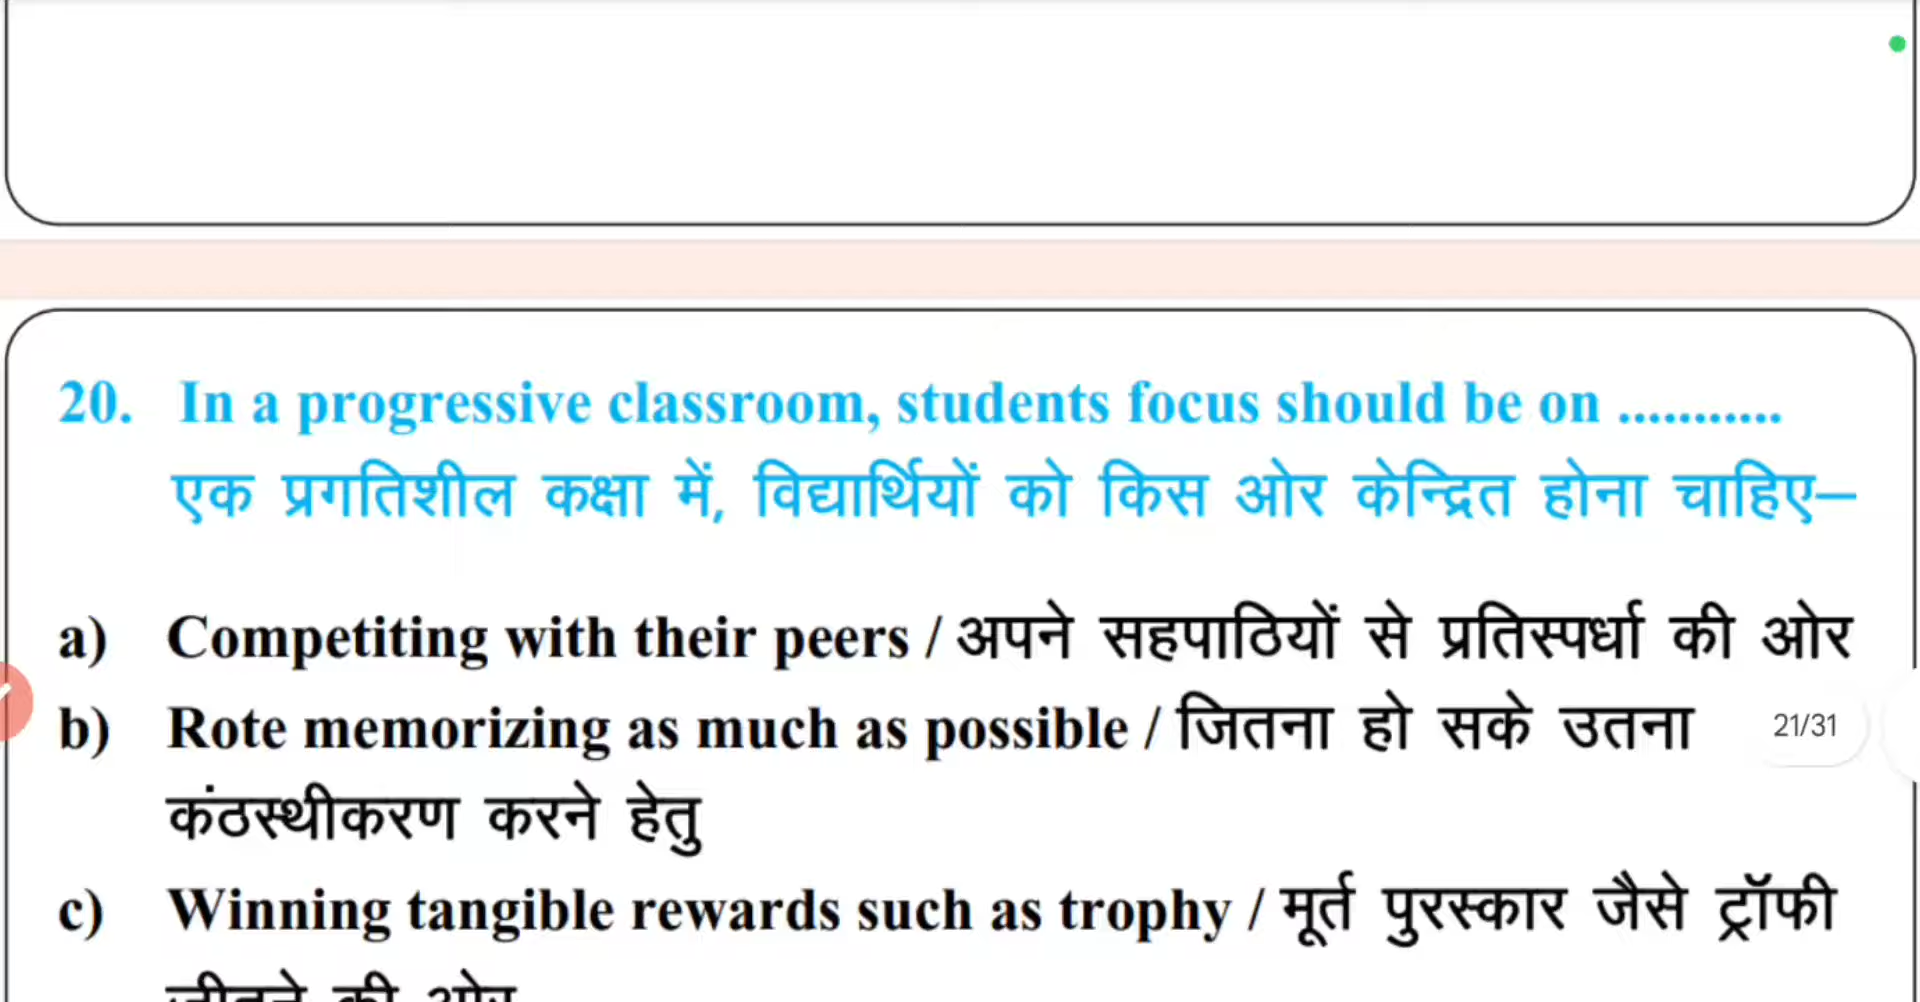 20. In a progressive classroom, students focus should be on ...........
एक प्रगतिशील कक्षा में, विद्यार्थियों को किस ओर केन्द्रित होना चाहिए–
a) Competiting with their peers / अपने सहपाठियों से प्रतिस्पर्धा की ओर
b) Rote memorizing as much as possible / जितना हो सके उतना
21/31
कंठस्थीकरण करने हेतु
c) Winning tangible rewards such as trophy / मूर्त पुरस्कार जैसे ट्रॉफी
जीतने की ओर